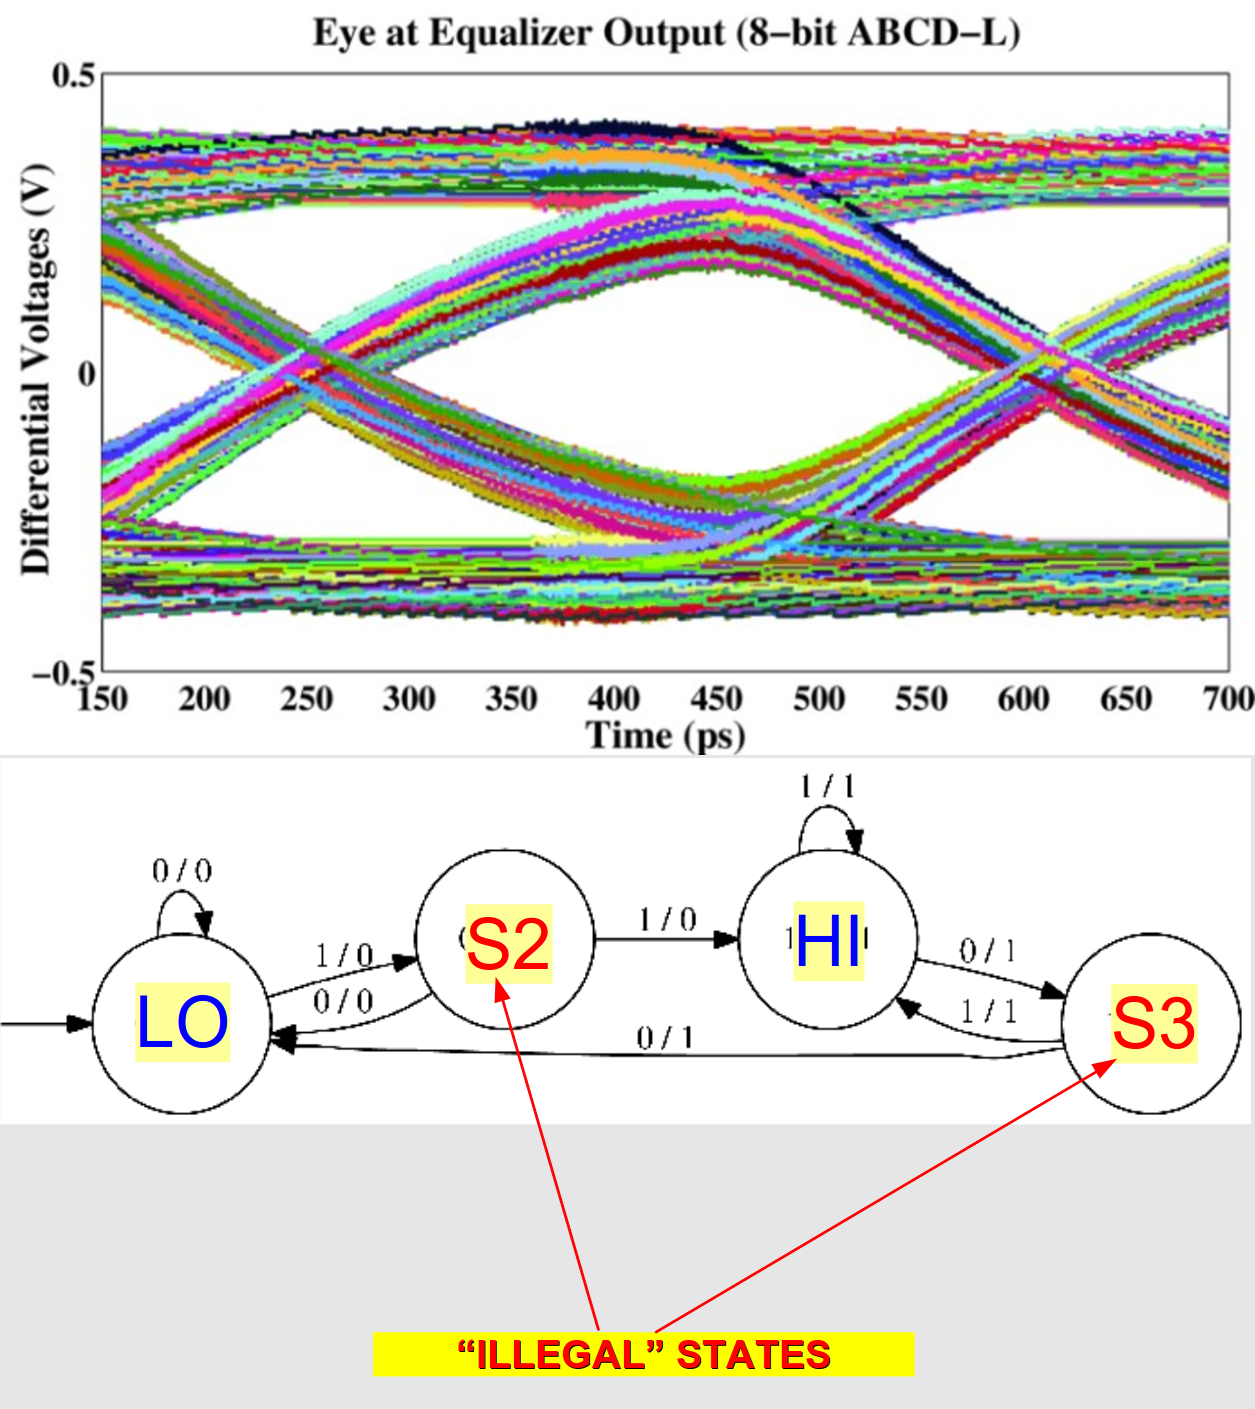 Eye at Equalizer Output (8−bit ABCD−L)
0.5
0
−0.5
Differential Voltages (V)
150 200 250 300 350 400 450 500 550 600 650 700
Time (ps)
1 / 1
0 / 0
1 / 0
S2
1 / 0
HI
0 / 1
0 / 0
1 / 1
LO
S3
0 / 1
“ILLEGAL” STATES